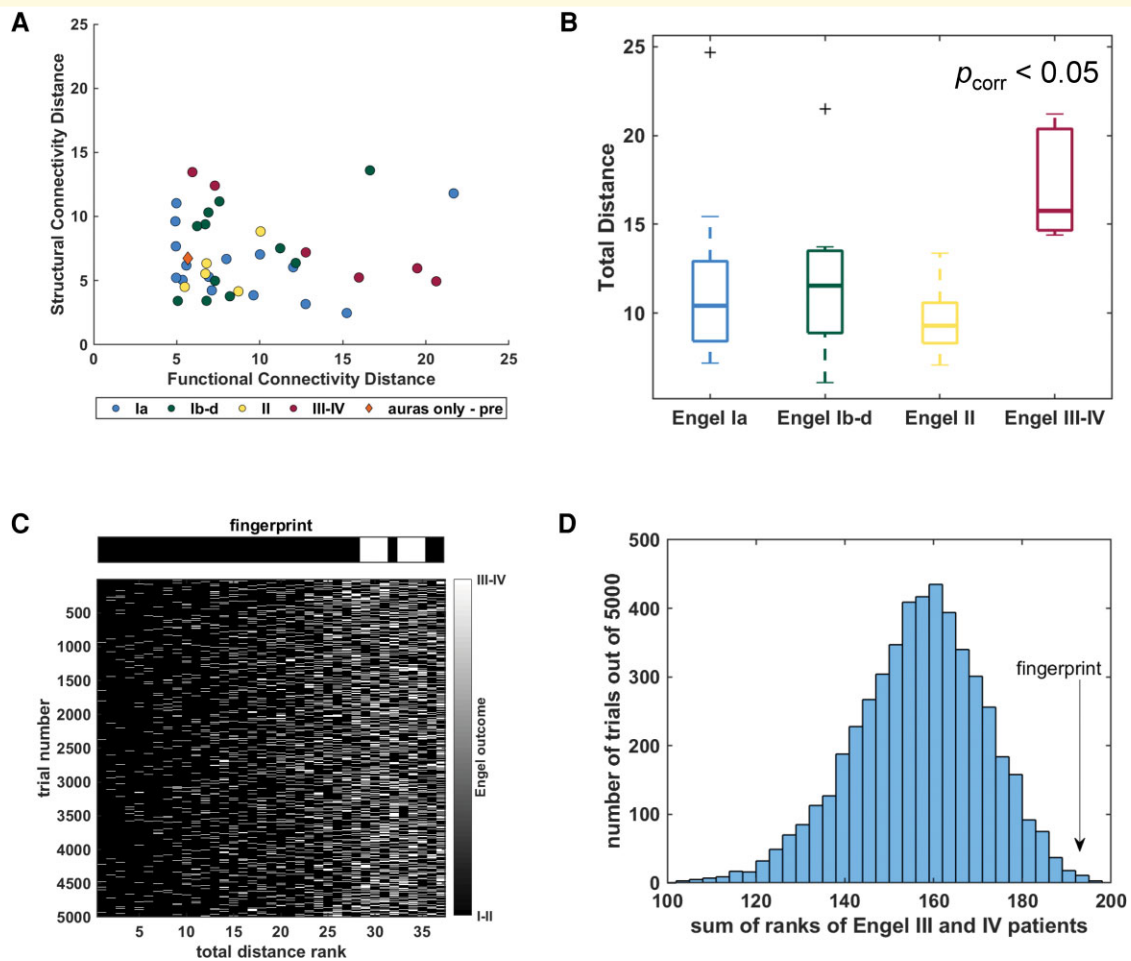 A
25
20
15
10
5
0
Structural Connectivity Distance
0 5 10 15 20 25
Functional Connectivity Distance
Ia Ib-d II III-IV auras only - pre
B
p corr < 0.05
25
20
15
10
Total Distance
Engel Ia Engel Ib-d Engel II Engel III-IV
C
fingerprint
III-IV
500
1000
1500
2000
2500
3000
3500
4000
4500
5000
trial number
Engel outcome
I-II
5 10 15 20 25 30 35
total distance rank
D
500
400
300
200
100
0
number of trials out of 5000
fingerprint
100 120 140 160 180 200
sum of ranks of Engel III and IV patients